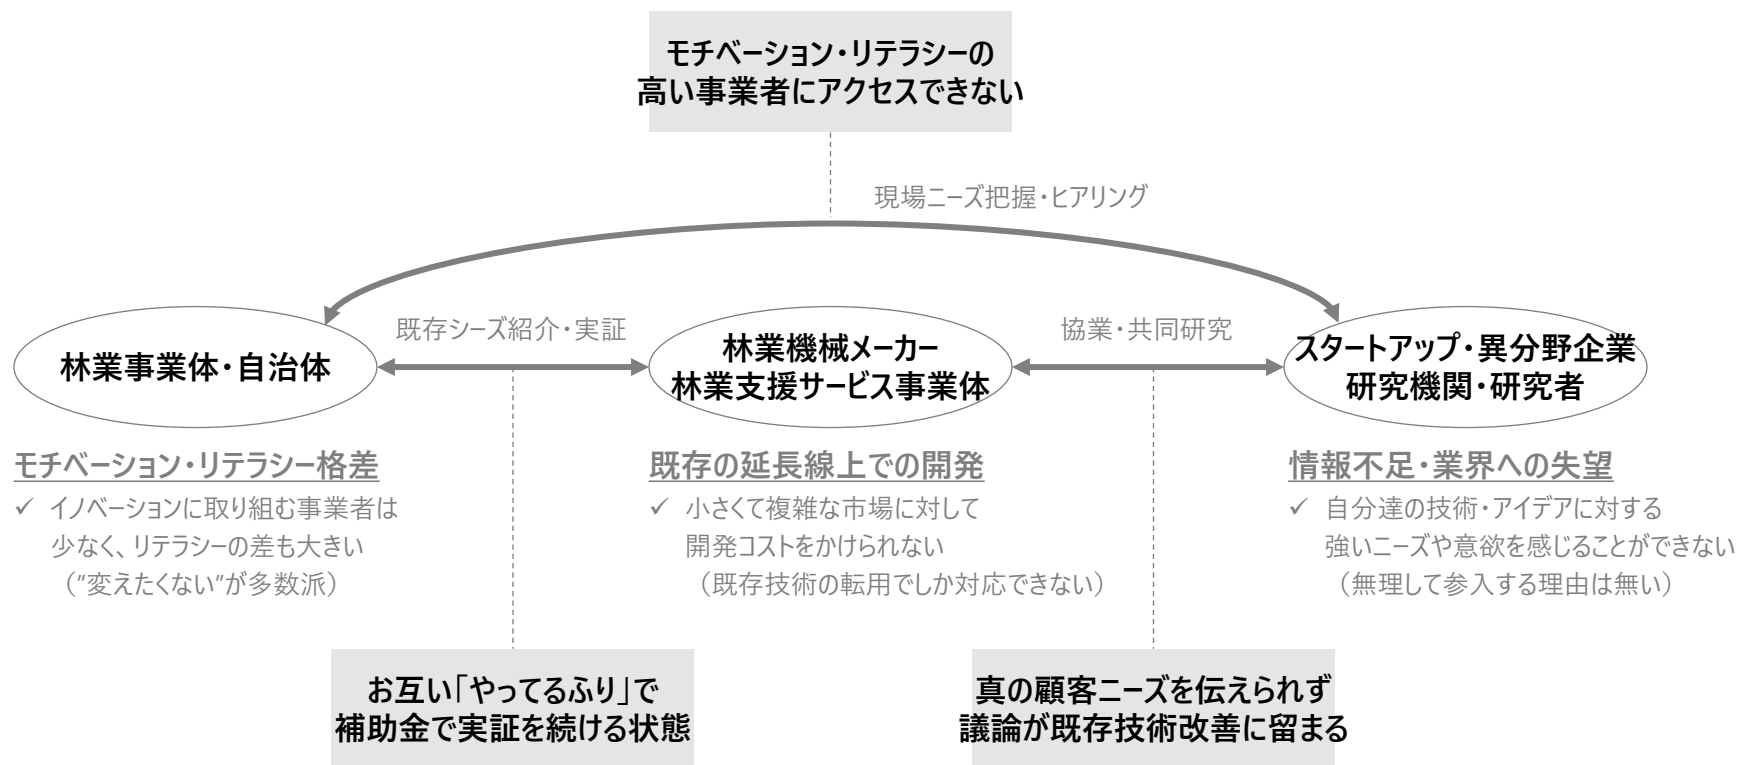 モチベーション・リテラシーの
高い事業者にアクセスできない
現場ニーズ把握・ヒアリング
既存シーズ紹介・実証
協業・共同研究
林業事業体・自治体
林業機械メーカー
林業支援サービス事業体
スタートアップ・異分野企業
研究機関・研究者
モチベーション・リテラシー格差
✓ イノベーションに取り組む事業者は
少なく、リテラシーの差も大きい
（"変えたくない"が多数派）
既存の延長線上での開発
✓ 小さくて複雑な市場に対して
開発コストをかけられない
（既存技術の転用でしか対応できない）
情報不足・業界への失望
✓ 自分達の技術・アイデアに対する
強いニーズや意欲を感じることができない
（無理して参入する理由は無い）
お互い「やってるふり」で
補助金で実証を続ける状態
真の顧客ニーズを伝えられず
議論が既存技術改善に留まる